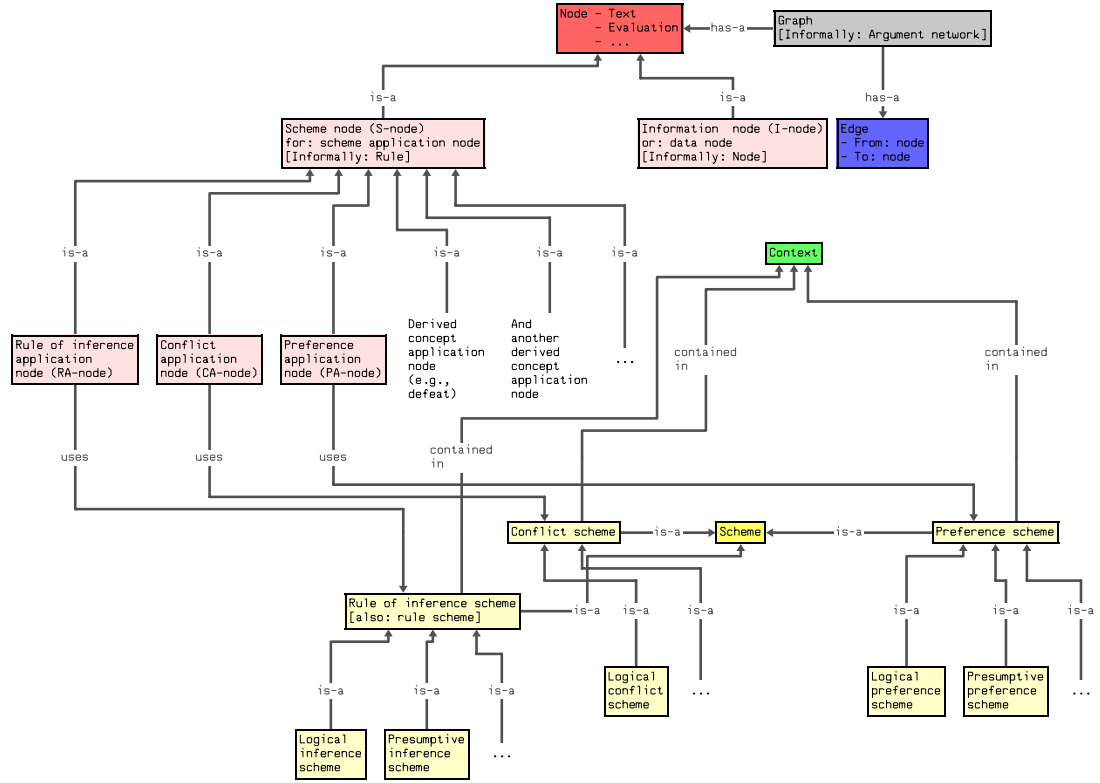 Node - Text
- Evaluation
- ...
has-a
Graph
[Informally: Argument network]
is-a
is-a
has-a
Scheme node (S-node)
for: scheme application node
[Informally: Rule]
Information  node (I-node)
or: data node
[Informally: Node]
Edge
- From: node
- To: node
is-a
is-a
is-a
is-a
is-a
is-a
Context
Rule of inference
application
node (RA-node)
Conflict
application
node (CA-node)
Preference
application
node (PA-node)
Derived
concept
application
node
(e.g.,
defeat)
And
another
derived
concept
application
node
...
contained
in
contained
in
uses
uses
uses
contained
in
Conflict scheme
is-a
Scheme
is-a
Preference scheme
Rule of inference scheme
[also: rule scheme]
is-a
is-a
is-a
is-a
is-a
is-a
Logical
conflict
scheme
...
Logical
preference
scheme
Presumptive
preference
scheme
...
is-a
is-a
is-a
Logical
inference
scheme
Presumptive
inference
scheme
...